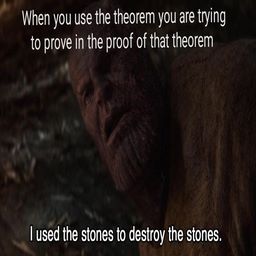 When you use the theorem you are trying
to prove in the proof of that theorem
I used the stones to destroy the stones.